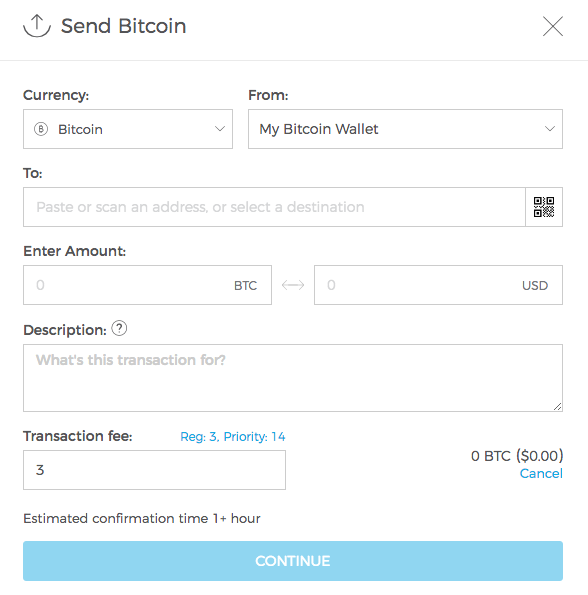 Send Bitcoin
Currency: From:
Bitcoin My Bitcoin Wallet
To:
Paste or scan an address, or select a destination
Enter Amount:
0 BTC 0 USD
Description: ?
What's this transaction for?
Transaction fee: Reg: 3, Priority: 14
3
0 BTC ($0.00)
Cancel
Estimated confirmation time 1+ hour
CONTINUE